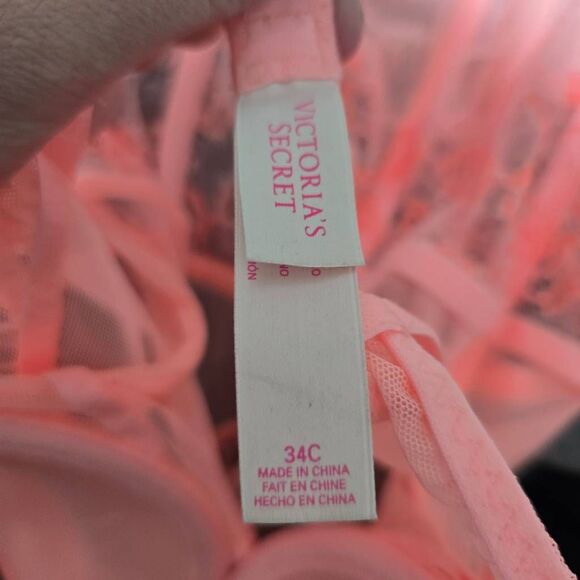 VICTORIA'S
SECRET
34C
MADE IN CHINA
FAIT EN CHINE
HECHO EN CHINA